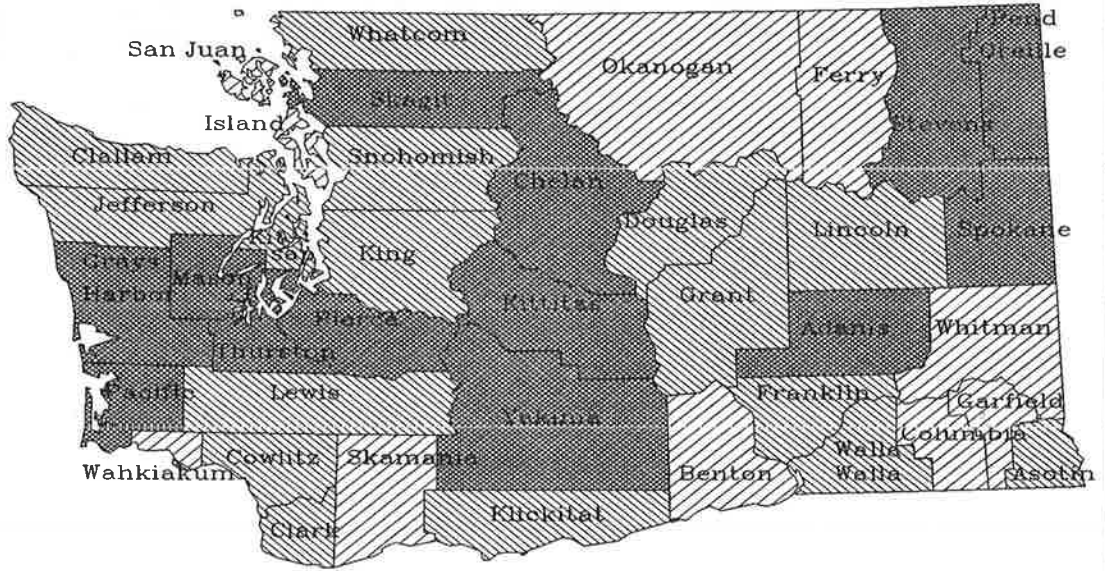 Pend
Whatcom
San Juan
Oreille
Okanogan
Ferry
Skagit
Island
Stevens
Snohomish
Clallam
Chelan
Jefferson
Douglas
Kit
sap
King
Lincoln
Spokane
Grays
Harbor
Mason
Grant
Kittitas
Pierce
Adams
Whitman
Thurston
Pacific
Lewis
Franklin
Garfield
Yakima
Columbia
Wahkiakum
Cowlitz
Skamania
Benton
Walla
Walla
Asotin
Klickitat
Clark